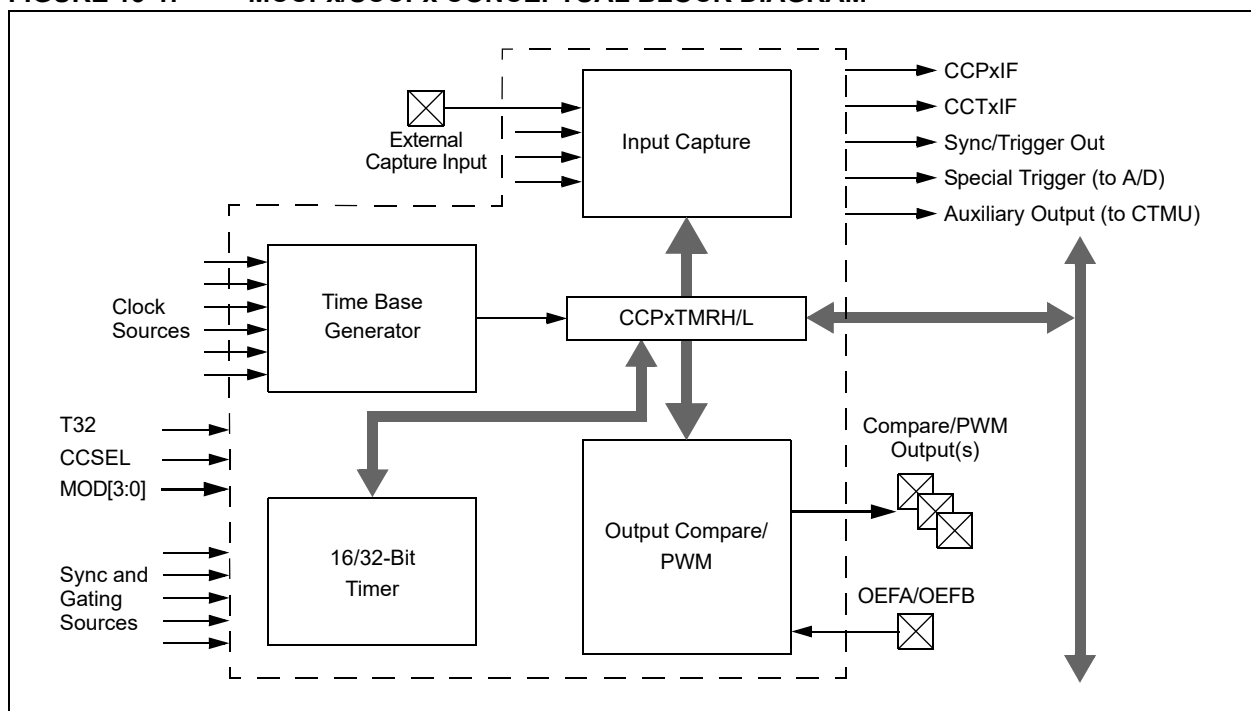 CCPxIF
CCTxIF
Sync/Trigger Out
Special Trigger (to A/D)
Auxiliary Output (to CTMU)
External
Capture Input
Input Capture
Clock
Sources
Time Base
Generator
CCPxTMRH/L
T32
CCSEL
MOD[3:0]
Sync and
Gating
Sources
16/32-Bit
Timer
Output Compare/
PWM
Compare/PWM
Output(s)
OEFA/OEFB